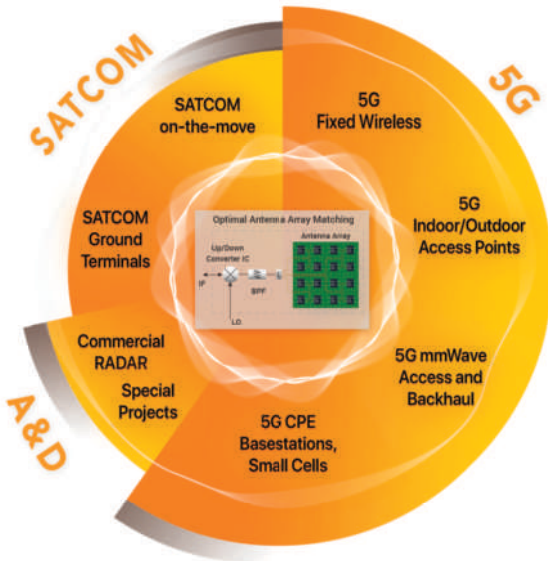 SATCOM
5G
A&D
SATCOM
on-the-move
5G
Fixed Wireless
SATCOM
Ground
Terminals
5G
Indoor/Outdoor
Access Points
Commercial
RADAR
Special
Projects
5G mmWave
Access and
Backhaul
5G CPE
Basestations,
Small Cells
Optimal Antenna Array Matching
Antenna Array
Up/Down
Converter IC
IF
BPF
LO